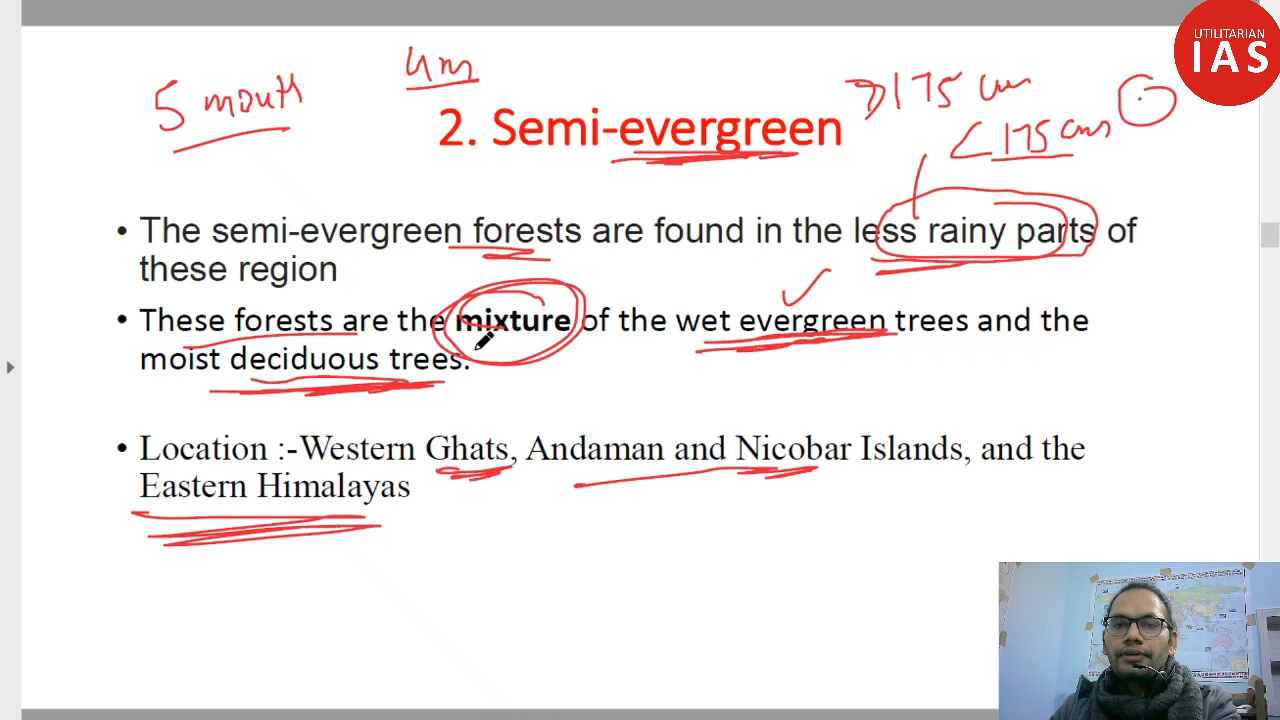 UTILITARIAN
IAS
5 month
4m
>175 cm
<175 cms
2. Semi-evergreen
• The semi-evergreen forests are found in the less rainy parts of
these region
• These forests are the mixture of the wet evergreen trees and the
moist deciduous trees.
• Location :-Western Ghats, Andaman and Nicobar Islands, and the
Eastern Himalayas